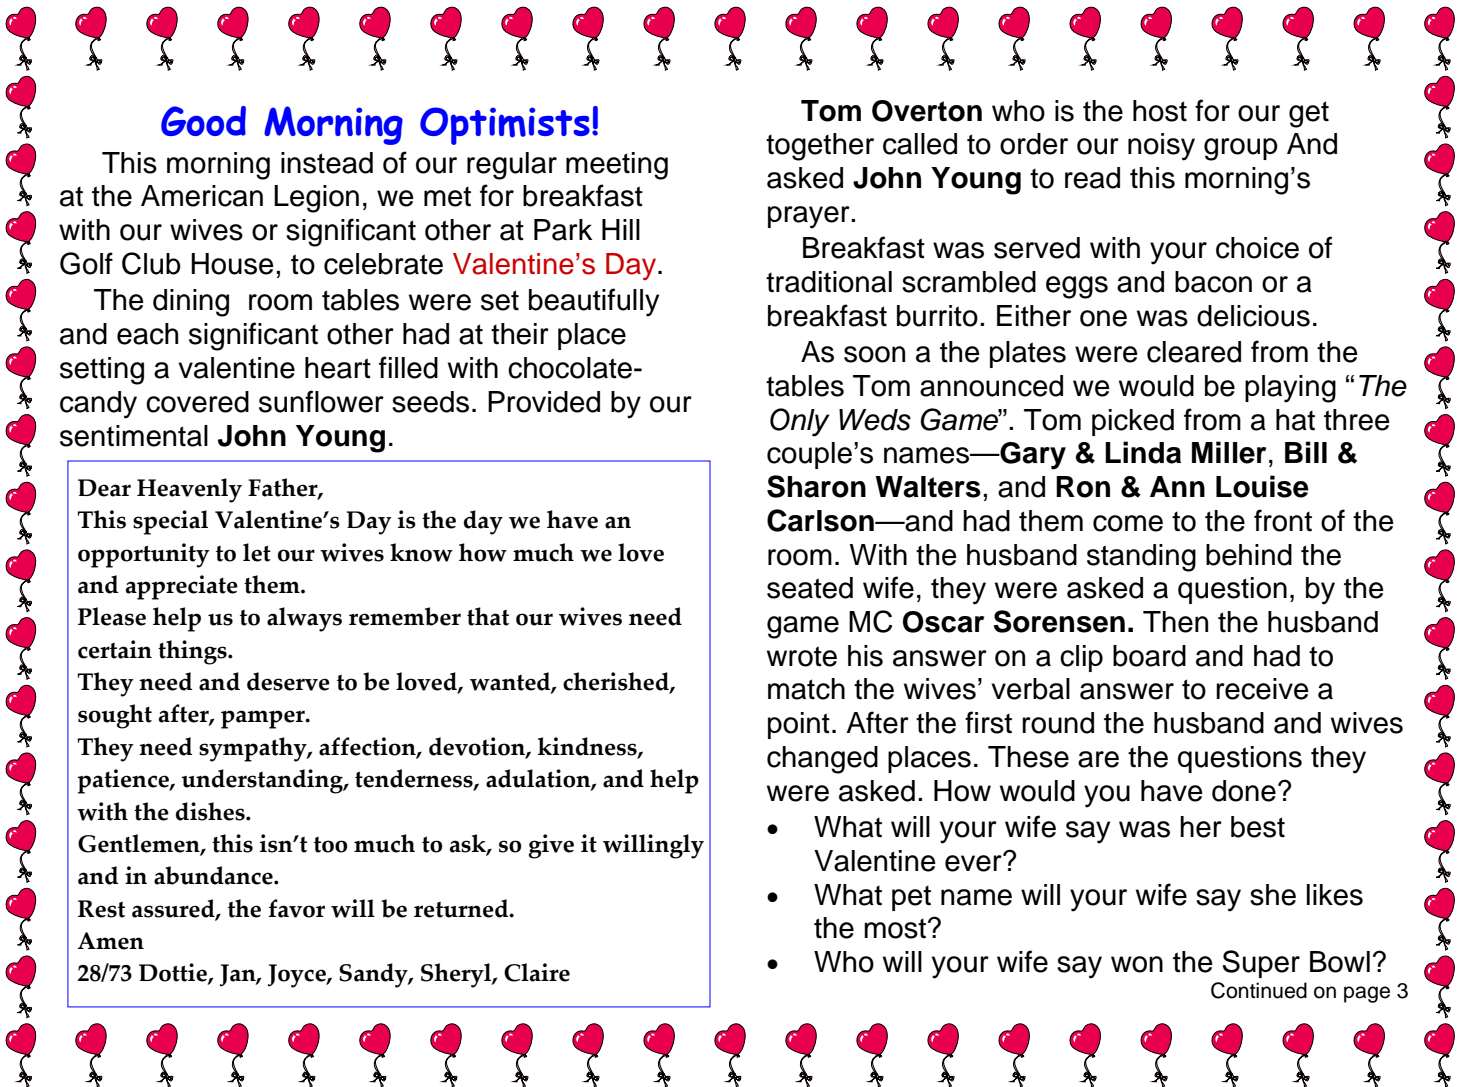 Good Morning Optimists!
This morning instead of our regular meeting
at the American Legion, we met for breakfast
with our wives or significant other at Park Hill
Golf Club House, to celebrate Valentine's Day.
The dining room tables were set beautifully
and each significant other had at their place
setting a valentine heart filled with chocolate-
candy covered sunflower seeds. Provided by our
sentimental John Young.
Dear Heavenly Father,
This special Valentine's Day is the day we have an
opportunity to let our wives know how much we love
and appreciate them.
Please help us to always remember that our wives need
certain things.
They need and deserve to be loved, wanted, cherished,
sought after, pamper.
They need sympathy, affection, devotion, kindness,
patience, understanding, tenderness, adulation, and help
with the dishes.
Gentlemen, this isn't too much to ask, so give it willingly
and in abundance.
Rest assured, the favor will be returned.
Amen
28/73 Dottie, Jan, Joyce, Sandy, Sheryl, Claire
Tom Overton who is the host for our get
together called to order our noisy group And
asked John Young to read this morning's
prayer.
Breakfast was served with your choice of
traditional scrambled eggs and bacon or a
breakfast burrito. Either one was delicious.
As soon a the plates were cleared from the
tables Tom announced we would be playing “The
Only Weds Game”. Tom picked from a hat three
couple's names—Gary & Linda Miller, Bill &
Sharon Walters, and Ron & Ann Louise
Carlson—and had them come to the front of the
room. With the husband standing behind the
seated wife, they were asked a question, by the
game MC Oscar Sorensen. Then the husband
wrote his answer on a clip board and had to
match the wives' verbal answer to receive a
point. After the first round the husband and wives
changed places. These are the questions they
were asked. How would you have done?
• What will your wife say was her best
Valentine ever?
• What pet name will your wife say she likes
the most?
• Who will your wife say won the Super Bowl?
Continued on page 3